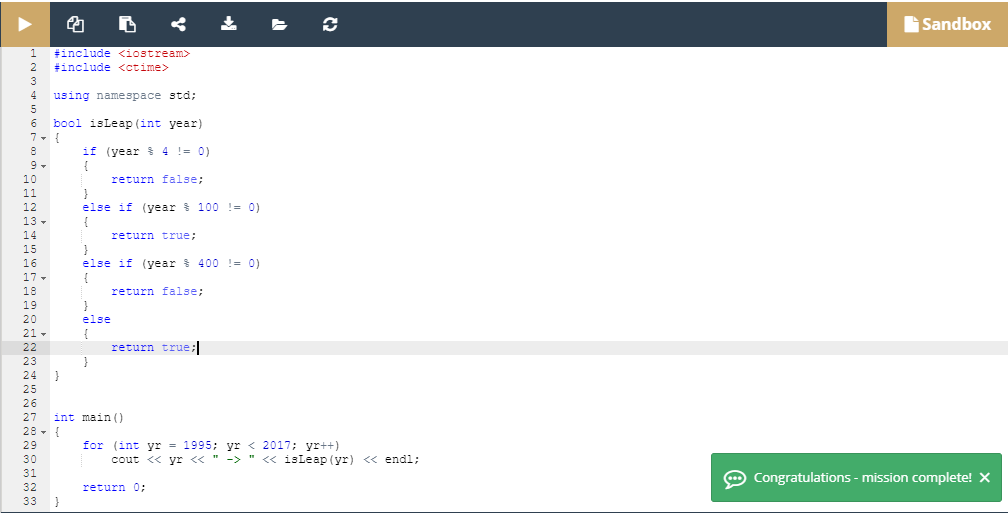 Sandbox
1 #include <iostream>
2 #include <ctime>
3
4 using namespace std;
5
6 bool isLeap(int year)
7 {
8     if (year % 4 != 0)
9     {
10         return false;
11     }
12     else if (year % 100 != 0)
13     {
14         return true;
15     }
16     else if (year % 400 != 0)
17     {
18         return false;
19     }
20     else
21     {
22         return true;
23     }
24 }
25
26
27 int main()
28 {
29     for (int yr = 1995; yr < 2017; yr++)
30         cout << yr << " -> " << isLeap(yr) << endl;
31
32     return 0;
33 }
Congratulations - mission complete! ×